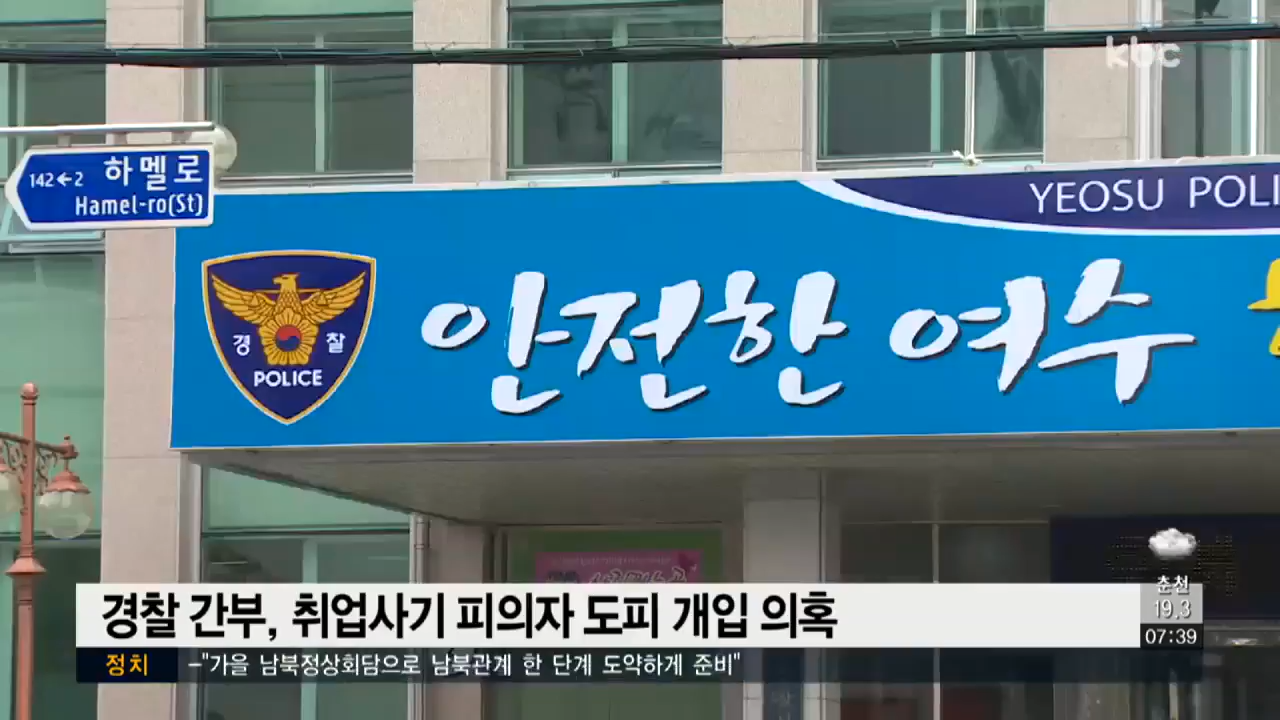 kbc
142←2 하멜로
Hamel-ro(St)
YEOSU POLI
경 찰
POLICE
안전한 여수
경찰 간부, 취업사기 피의자 도피 개입 의혹
춘천
19.3
07:39
정치 -"가을 남북정상회담으로 남북관계 한 단계 도약하게 준비"